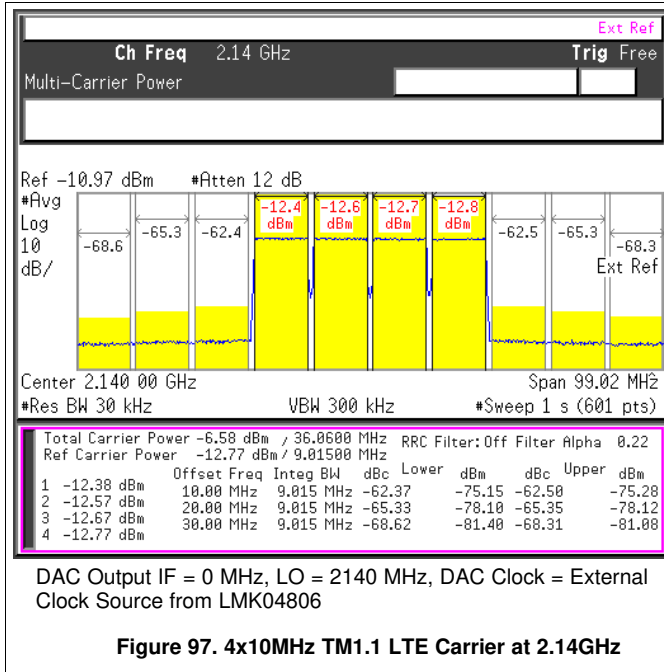 Ext Ref
Ch Freq 2.14 GHz Trig Free
Multi-Carrier Power
Ref -10.97 dBm #Atten 12 dB
#Avg
Log
10
dB/
-68.6
-65.3
-62.4
-12.4
dBm
-12.6
dBm
-12.7
dBm
-12.8
dBm
-62.5
-65.3
-68.3
Ext Ref
Center 2.140 00 GHz Span 99.02 MHz
#Res BW 30 kHz VBW 300 kHz #Sweep 1 s (601 pts)
Total Carrier Power -6.58 dBm / 36.0600 MHz RRC Filter: Off Filter Alpha 0.22
Ref Carrier Power -12.77 dBm / 9.01500 MHz
Offset Freq Integ BW dBc Lower dBm dBc Upper dBm
1 -12.38 dBm 10.00 MHz 9.015 MHz -62.37 -75.15 -62.50 -75.28
2 -12.57 dBm 20.00 MHz 9.015 MHz -65.33 -78.10 -65.35 -78.12
3 -12.67 dBm 30.00 MHz 9.015 MHz -68.62 -81.40 -68.31 -81.08
4 -12.77 dBm
DAC Output IF = 0 MHz, LO = 2140 MHz, DAC Clock = External
Clock Source from LMK04806
Figure 97. 4x10MHz TM1.1 LTE Carrier at 2.14GHz